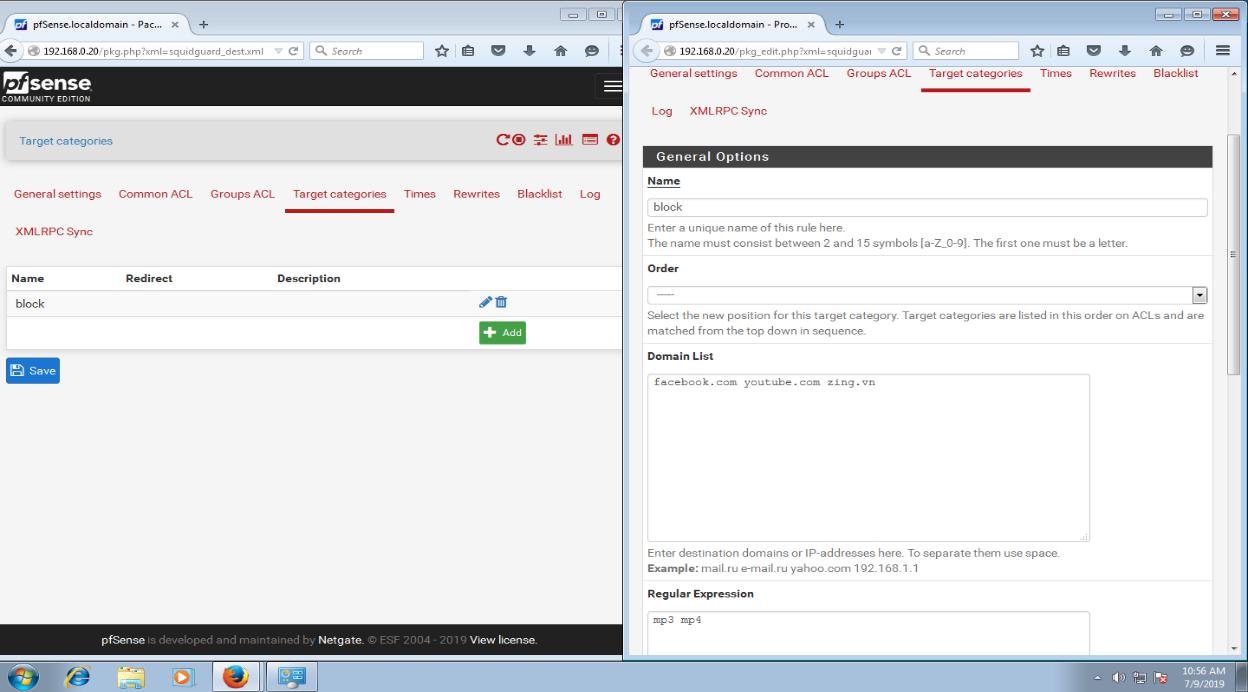 pfSense.localdomain - Pac...
192.168.0.20/pkg.php?xml=squidguard_dest.xml
Search
pfsense
COMMUNITY EDITION
Target categories
General settings Common ACL Groups ACL Target categories Times Rewrites Blacklist Log
XMLRPC Sync
Name Redirect Description
block
Add
Save
pfSense is developed and maintained by Netgate. © ESF 2004 - 2019 View license.
pfSense.localdomain - Pro...
192.168.0.20/pkg_edit.php?xml=squidguar
Search
General settings Common ACL Groups ACL Target categories Times Rewrites Blacklist
Log XMLRPC Sync
General Options
Name
block
Enter a unique name of this rule here.
The name must consist between 2 and 15 symbols [a-Z_0-9]. The first one must be a letter.
Order
-----
Select the new position for this target category. Target categories are listed in this order on ACLs and are
matched from the top down in sequence.
Domain List
facebook.com youtube.com zing.vn
Enter destination domains or IP-addresses here. To separate them use space.
Example: mail.ru e-mail.ru yahoo.com 192.168.1.1
Regular Expression
mp3 mp4
10:56 AM
7/9/2019